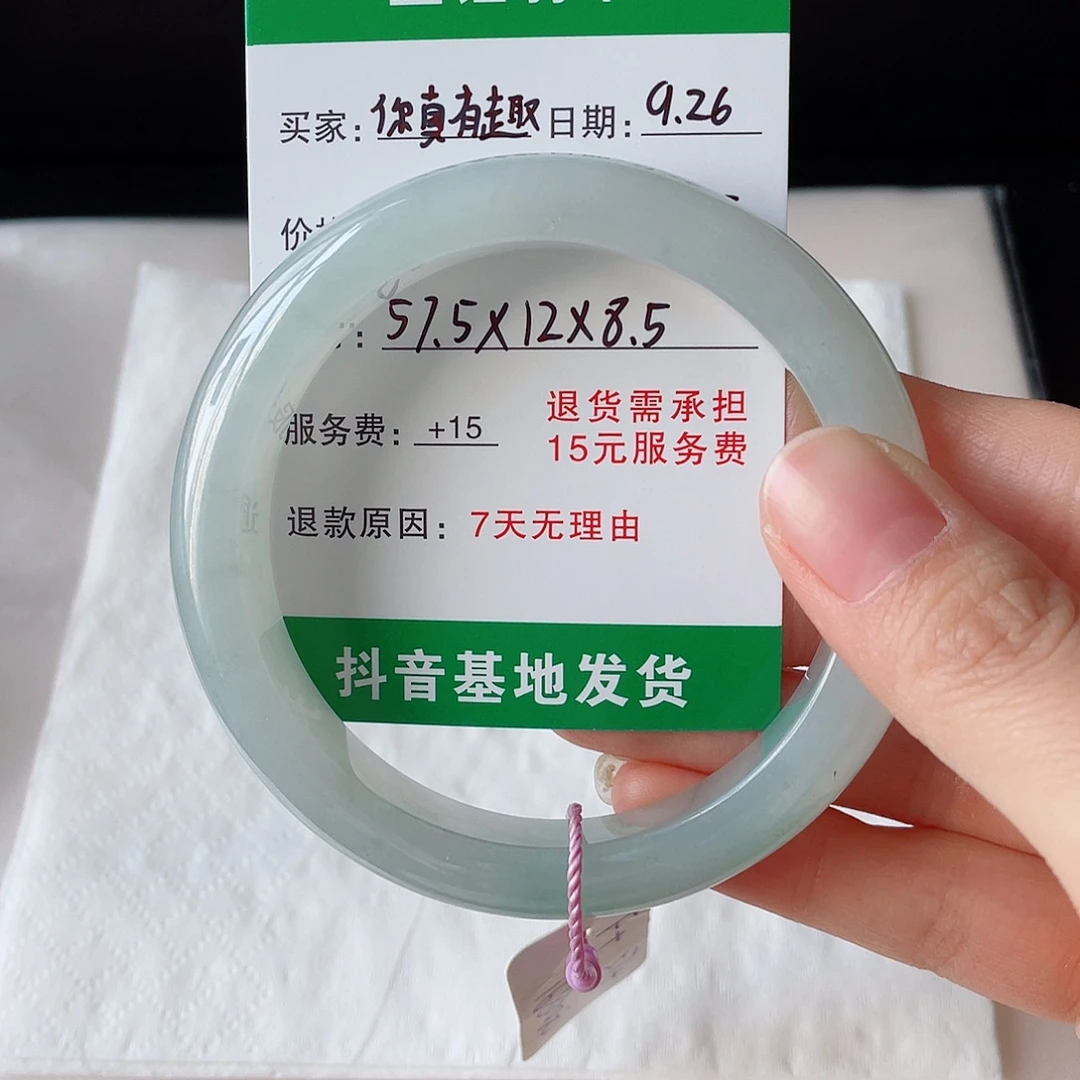 买家: 你真有趣 日期: 9.26
价
: 57.5X12X8.5
服务费: +15
退货需承担
15元服务费
退款原因: 7天无理由
抖音基地发货